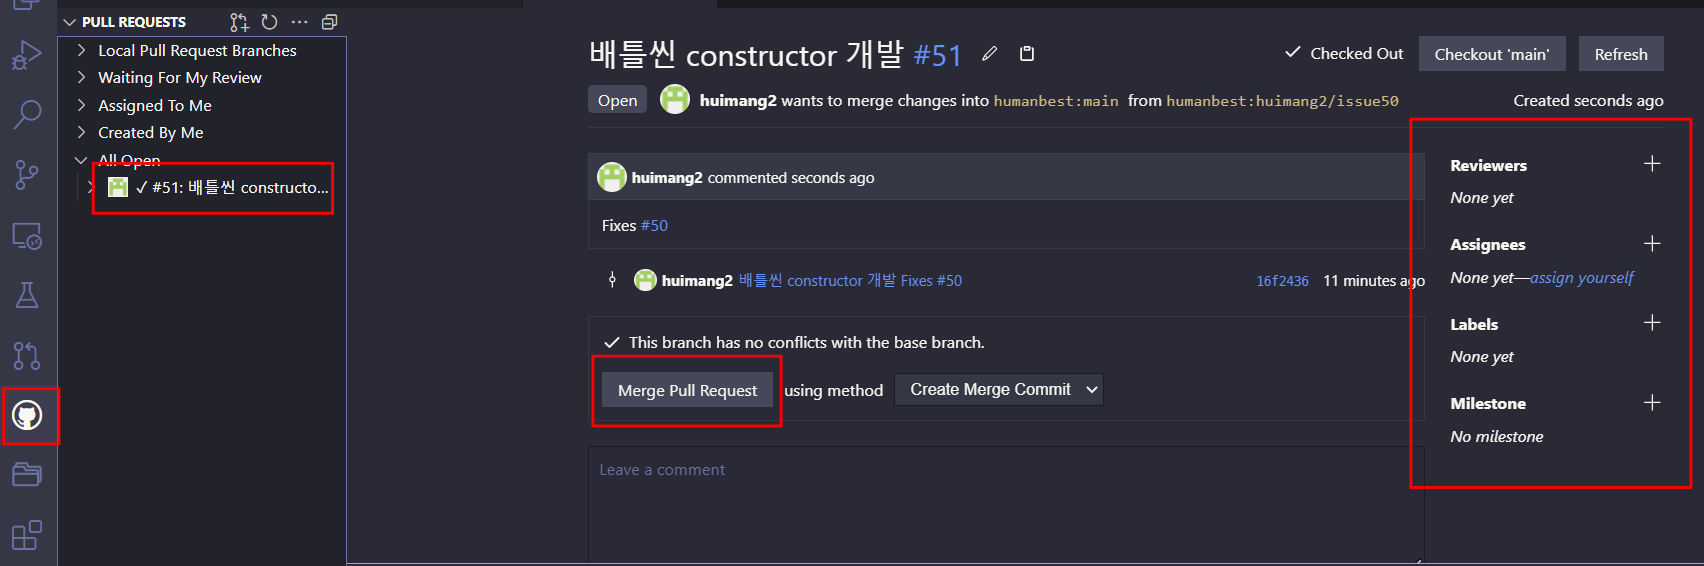 PULL REQUESTS
Local Pull Request Branches
Waiting For My Review
Assigned To Me
Created By Me
All Open
✓ #51: 배틀씬 constructo...
배틀씬 constructor 개발 #51
✓ Checked Out
Checkout 'main'
Refresh
Open
huimang2 wants to merge changes into humanbest:main from humanbest:huimang2/issue50
Created seconds ago
huimang2 commented seconds ago
Fixes #50
huimang2 배틀씬 constructor 개발 Fixes #50
16f2436 11 minutes ago
✓ This branch has no conflicts with the base branch.
Merge Pull Request using method Create Merge Commit
Leave a comment
Reviewers
None yet
Assignees
None yet—assign yourself
Labels
None yet
Milestone
No milestone